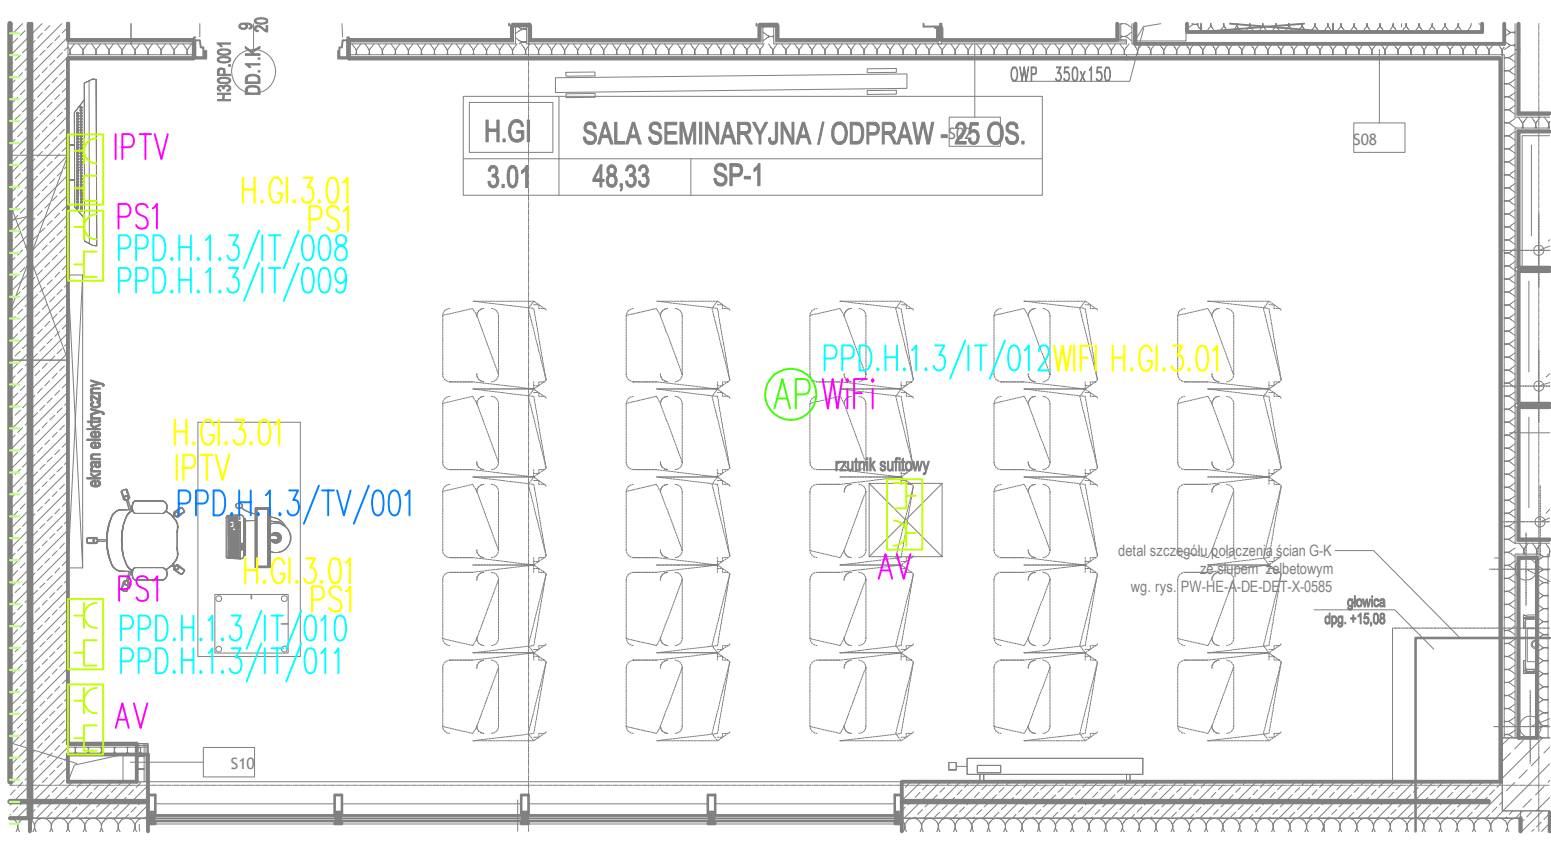 H30P.001
DD.1.K
9
20
OWP 350x150
H.GI
SALA SEMINARYJNA / ODPRAW - 25 OS.
S08
3.01
48,33
SP-1
IPTV
H.GI.3.01
PS1
PS1
PPD.H.1.3/IT/008
PPD.H.1.3/IT/009
PPD.H.1.3/IT/012
WIFI H.GI.3.01
AP
WiFi
ekran elektryczny
H.GI.3.01
IPTV
rzutnik sufitowy
PPD.H.1.3/TV/001
AV
detal szczegółu połączenia ścian G-K
ze słupem żelbetowym
wg. rys. PW-HE-A-DE-DET-X-0585
H.GI.3.01
PS1
PS1
głowica
dpg. +15,08
PPD.H.1.3/IT/010
PPD.H.1.3/IT/011
AV
S10